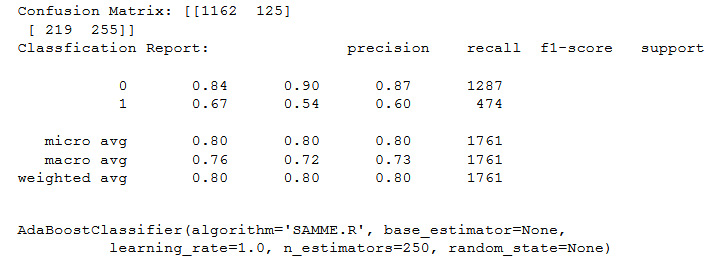 Confusion Matrix: [[1162  125]
 [ 219  255]]
Classfication Report:               precision    recall  f1-score   support

           0       0.84      0.90      0.87      1287
           1       0.67      0.54      0.60       474

   micro avg       0.80      0.80      0.80      1761
   macro avg       0.76      0.72      0.73      1761
weighted avg       0.80      0.80      0.80      1761

AdaBoostClassifier(algorithm='SAMME.R', base_estimator=None,
          learning_rate=1.0, n_estimators=250, random_state=None)